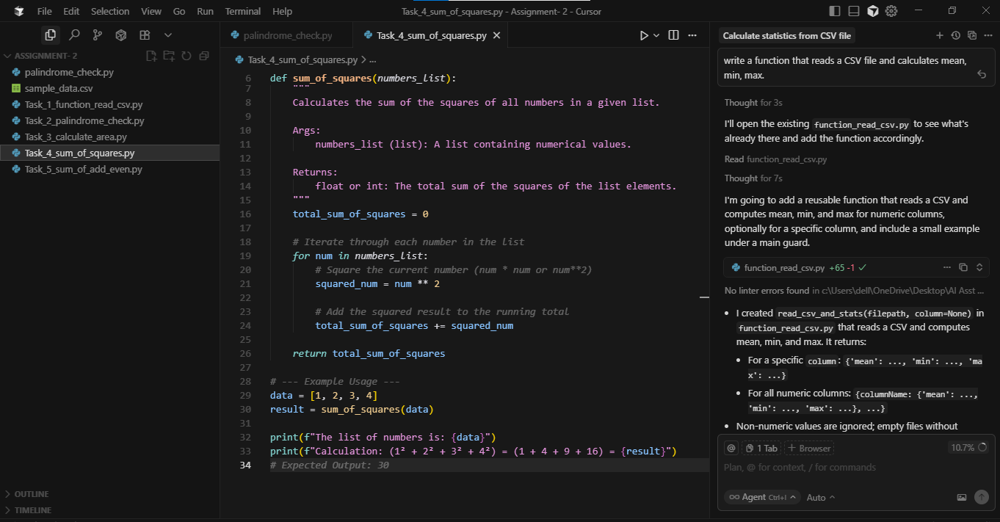 File Edit Selection View Go Run Terminal Help
Task_4_sum_of_squares.py - Assignment- 2 - Cursor
ASSIGNMENT- 2
palindrome_check.py
sample_data.csv
Task_1_function_read_csv.py
Task_2_palindrome_check.py
Task_3_calculate_area.py
Task_4_sum_of_squares.py
Task_5_sum_of_add_even.py
OUTLINE
TIMELINE
palindrome_check.py
Task_4_sum_of_squares.py
Task_4_sum_of_squares.py > ...
6 def sum_of_squares(numbers_list):
7 """
8 Calculates the sum of the squares of all numbers in a given list.
9
10 Args:
11 numbers_list (list): A list containing numerical values.
12
13 Returns:
14 float or int: The total sum of the squares of the list elements.
15 """
16 total_sum_of_squares = 0
17
18 # Iterate through each number in the list
19 for num in numbers_list:
20 # Square the current number (num * num or num**2)
21 squared_num = num ** 2
22
23 # Add the squared result to the running total
24 total_sum_of_squares += squared_num
25
26 return total_sum_of_squares
27
28 # --- Example Usage ---
29 data = [1, 2, 3, 4]
30 result = sum_of_squares(data)
31
32 print(f"The list of numbers is: {data}")
33 print(f"Calculation: (1² + 2² + 3² + 4²) = (1 + 4 + 9 + 16) = {result}")
34 # Expected Output: 30
Calculate statistics from CSV file
write a function that reads a CSV file and calculates mean,
min, max.
Thought for 3s
I'll open the existing function_read_csv.py to see what's
already there and add the function accordingly.
Read function_read_csv.py
Thought for 7s
I'm going to add a reusable function that reads a CSV and
computes mean, min, and max for numeric columns,
optionally for a specific column, and include a small example
under a main guard.
function_read_csv.py +65 -1
No linter errors found in c:\Users\dell\OneDrive\Desktop\AI Asst ...
• I created read_csv_and_stats(filepath, column=None) in
function_read_csv.py that reads a CSV and computes
mean, min, and max. It returns:
• For a specific column: {'mean': ..., 'min': ..., 'ma
x': ...}
• For all numeric columns: {columnName: {'mean': ...,
'min': ..., 'max': ...}, ...}
• Non-numeric values are ignored; empty files without
@ 1 Tab + Browser 10.7%
Plan, @ for context, / for commands
Agent Ctrl+I Auto